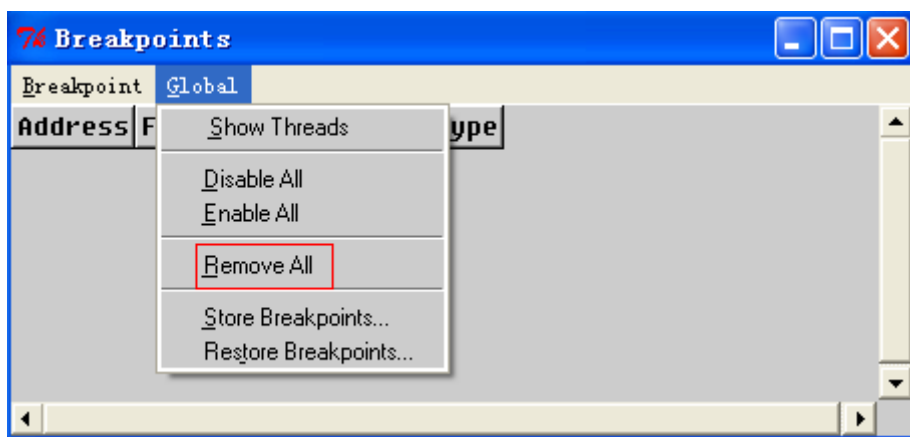 Breakpoints
Breakpoint Global
Address F ype
Show Threads
Disable All
Enable All
Remove All
Store Breakpoints...
Restore Breakpoints...